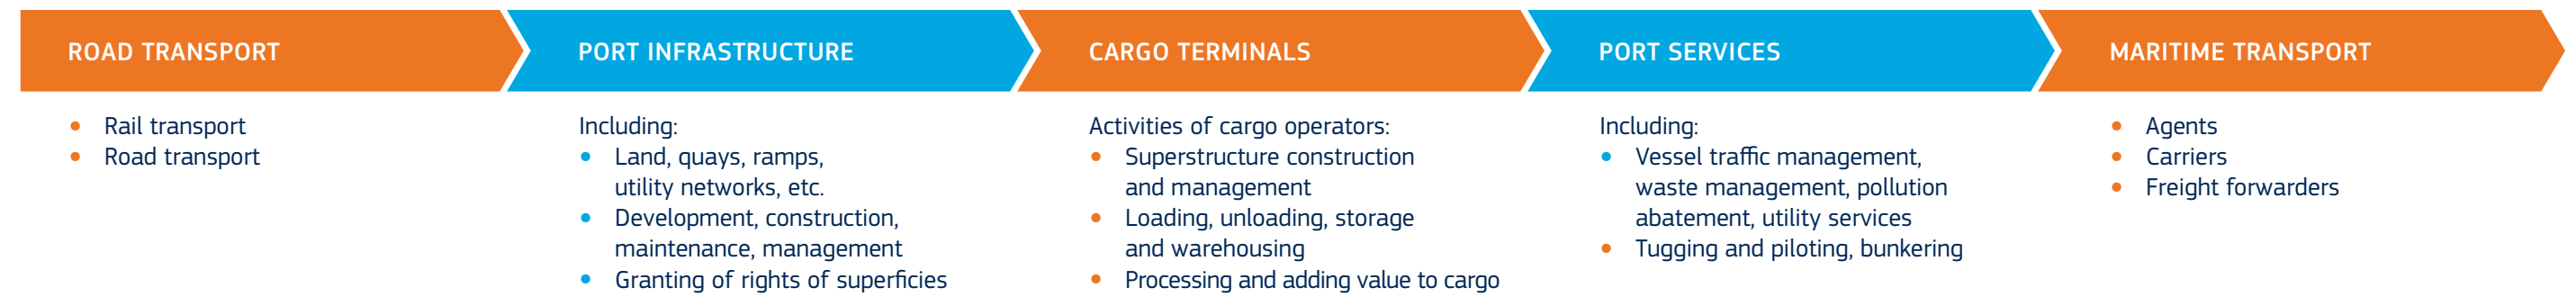 ROAD TRANSPORT
• Rail transport
• Road transport
PORT INFRASTRUCTURE
Including:
• Land, quays, ramps,
utility networks, etc.
• Development, construction,
maintenance, management
• Granting of rights of superficies
CARGO TERMINALS
Activities of cargo operators:
• Superstructure construction
and management
• Loading, unloading, storage
and warehousing
• Processing and adding value to cargo
PORT SERVICES
Including:
• Vessel traffic management,
waste management, pollution
abatement, utility services
• Tugging and piloting, bunkering
MARITIME TRANSPORT
• Agents
• Carriers
• Freight forwarders